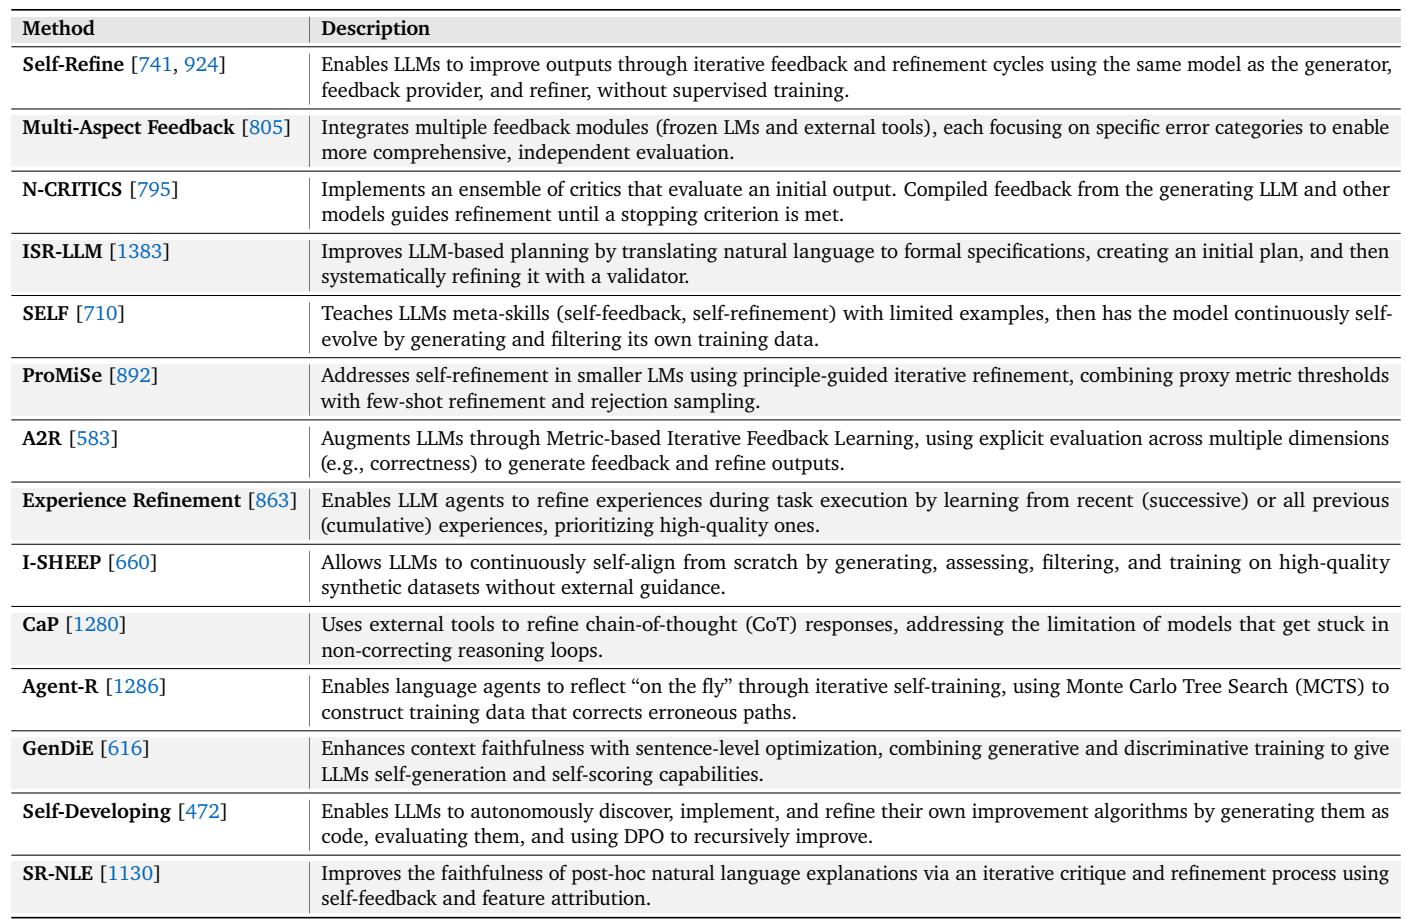 Method Description
Self-Refine [741, 924] Enables LLMs to improve outputs through iterative feedback and refinement cycles using the same model as the generator,
feedback provider, and refiner, without supervised training.
Multi-Aspect Feedback [805] Integrates multiple feedback modules (frozen LMs and external tools), each focusing on specific error categories to enable
more comprehensive, independent evaluation.
N-CRITICS [795] Implements an ensemble of critics that evaluate an initial output. Compiled feedback from the generating LLM and other
models guides refinement until a stopping criterion is met.
ISR-LLM [1383] Improves LLM-based planning by translating natural language to formal specifications, creating an initial plan, and then
systematically refining it with a validator.
SELF [710] Teaches LLMs meta-skills (self-feedback, self-refinement) with limited examples, then has the model continuously self-
evolve by generating and filtering its own training data.
ProMiSe [892] Addresses self-refinement in smaller LMs using principle-guided iterative refinement, combining proxy metric thresholds
with few-shot refinement and rejection sampling.
A2R [583] Augments LLMs through Metric-based Iterative Feedback Learning, using explicit evaluation across multiple dimensions
(e.g., correctness) to generate feedback and refine outputs.
Experience Refinement [863] Enables LLM agents to refine experiences during task execution by learning from recent (successive) or all previous
(cumulative) experiences, prioritizing high-quality ones.
I-SHEEP [660] Allows LLMs to continuously self-align from scratch by generating, assessing, filtering, and training on high-quality
synthetic datasets without external guidance.
CaP [1280] Uses external tools to refine chain-of-thought (CoT) responses, addressing the limitation of models that get stuck in
non-correcting reasoning loops.
Agent-R [1286] Enables language agents to reflect “on the fly” through iterative self-training, using Monte Carlo Tree Search (MCTS) to
construct training data that corrects erroneous paths.
GenDiE [616] Enhances context faithfulness with sentence-level optimization, combining generative and discriminative training to give
LLMs self-generation and self-scoring capabilities.
Self-Developing [472] Enables LLMs to autonomously discover, implement, and refine their own improvement algorithms by generating them as
code, evaluating them, and using DPO to recursively improve.
SR-NLE [1130] Improves the faithfulness of post-hoc natural language explanations via an iterative critique and refinement process using
self-feedback and feature attribution.